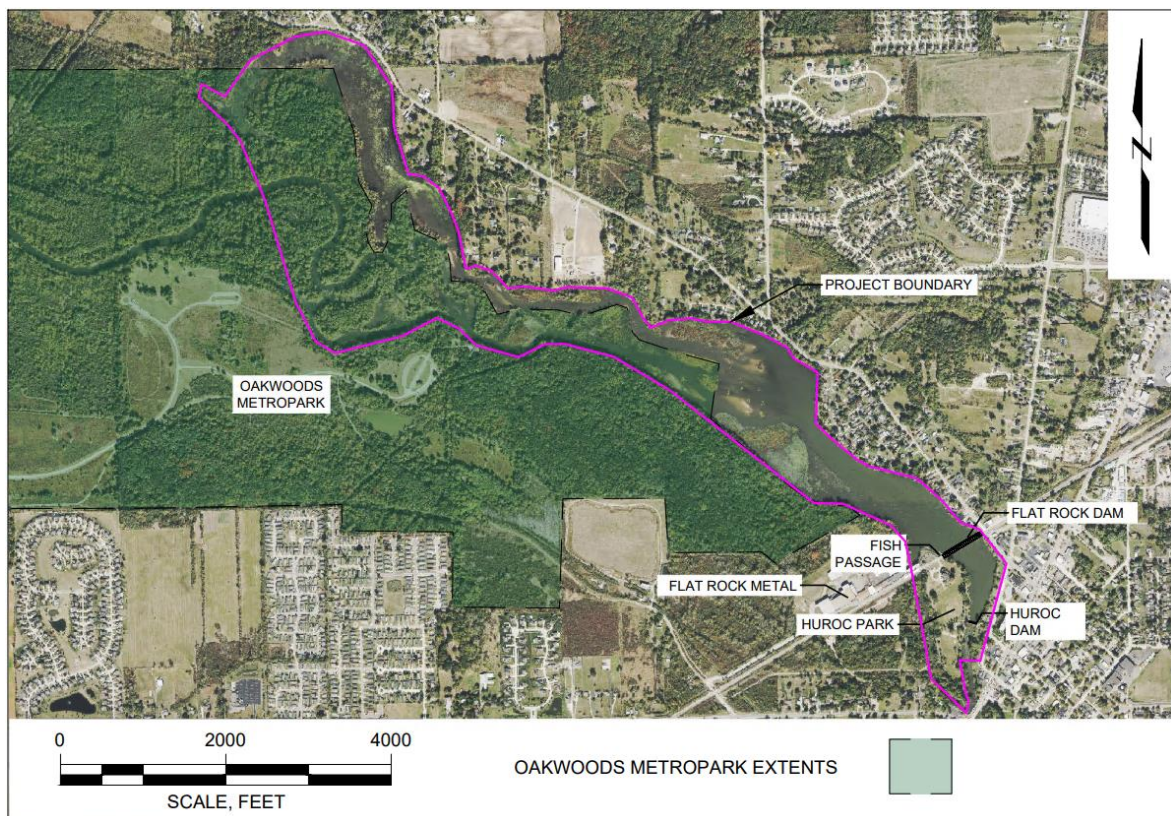 N
PROJECT BOUNDARY
OAKWOODS
METROPARK
FLAT ROCK DAM
FISH
PASSAGE
FLAT ROCK METAL
HUROC PARK
HUROC
DAM
0
2000
4000
SCALE, FEET
OAKWOODS METROPARK EXTENTS